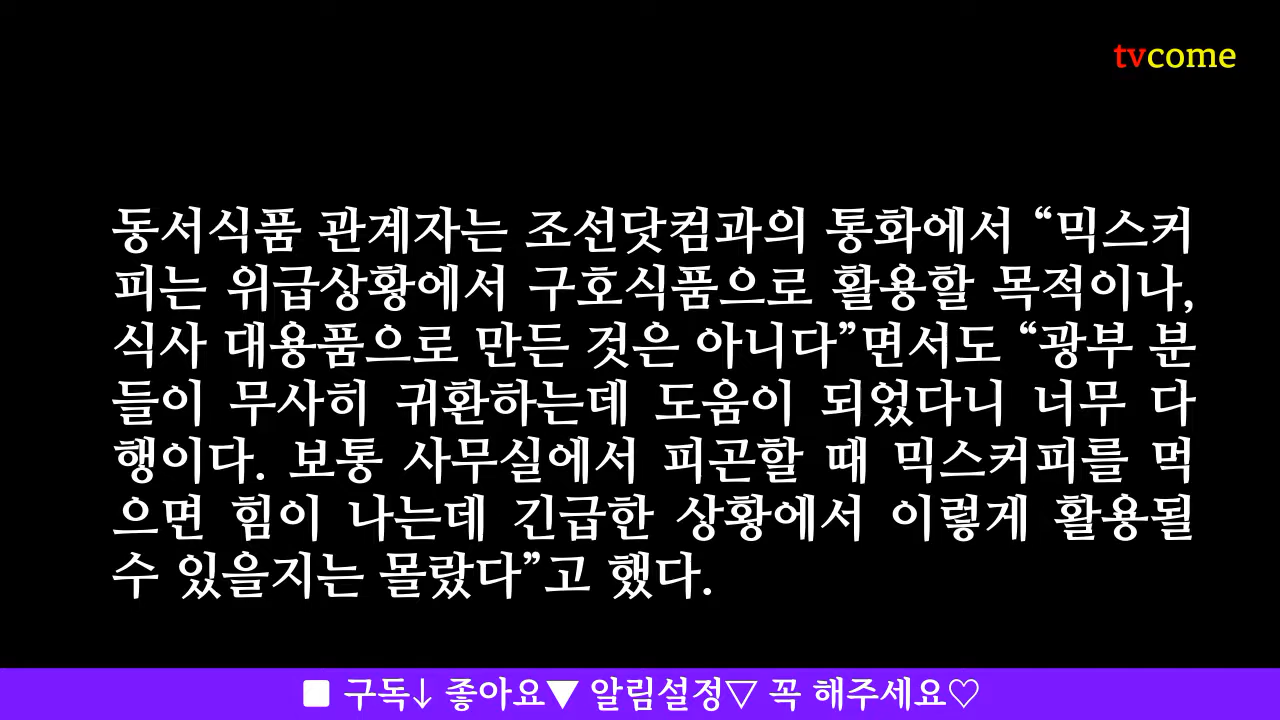 tvcome
동서식품 관계자는 조선닷컴과의 통화에서 “믹스커
피는 위급상황에서 구호식품으로 활용할 목적이나,
식사 대용품으로 만든 것은 아니다”면서도 “광부 분
들이 무사히 귀환하는데 도움이 되었다니 너무 다
행이다. 보통 사무실에서 피곤할 때 믹스커피를 먹
으면 힘이 나는데 긴급한 상황에서 이렇게 활용될
수 있을지는 몰랐다”고 했다.
■ 구독↓ 좋아요▼ 알림설정▽ 꼭 해주세요♡